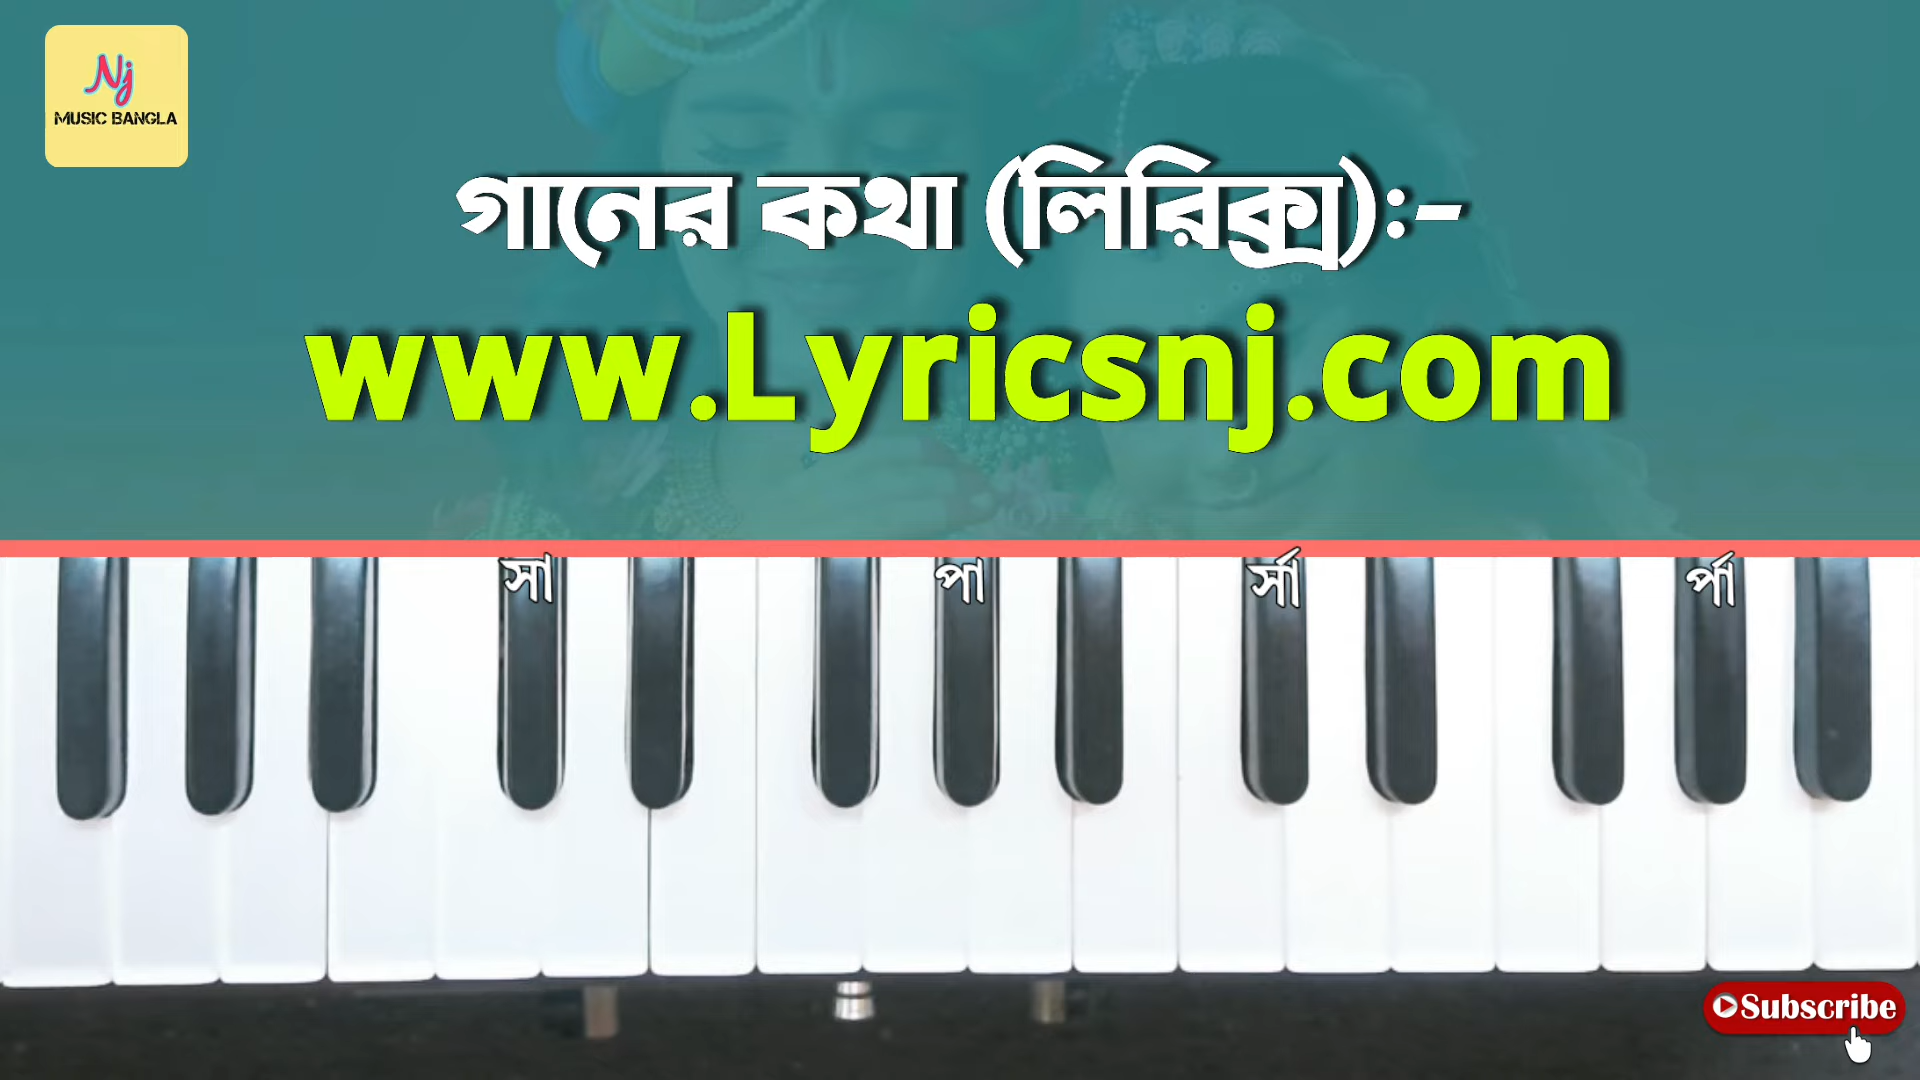 Nj
MUSIC BANGLA
গানের কথা (লিরিক্স):-
www.Lyricsnj.com
সা পা র্সা র্পা
Subscribe